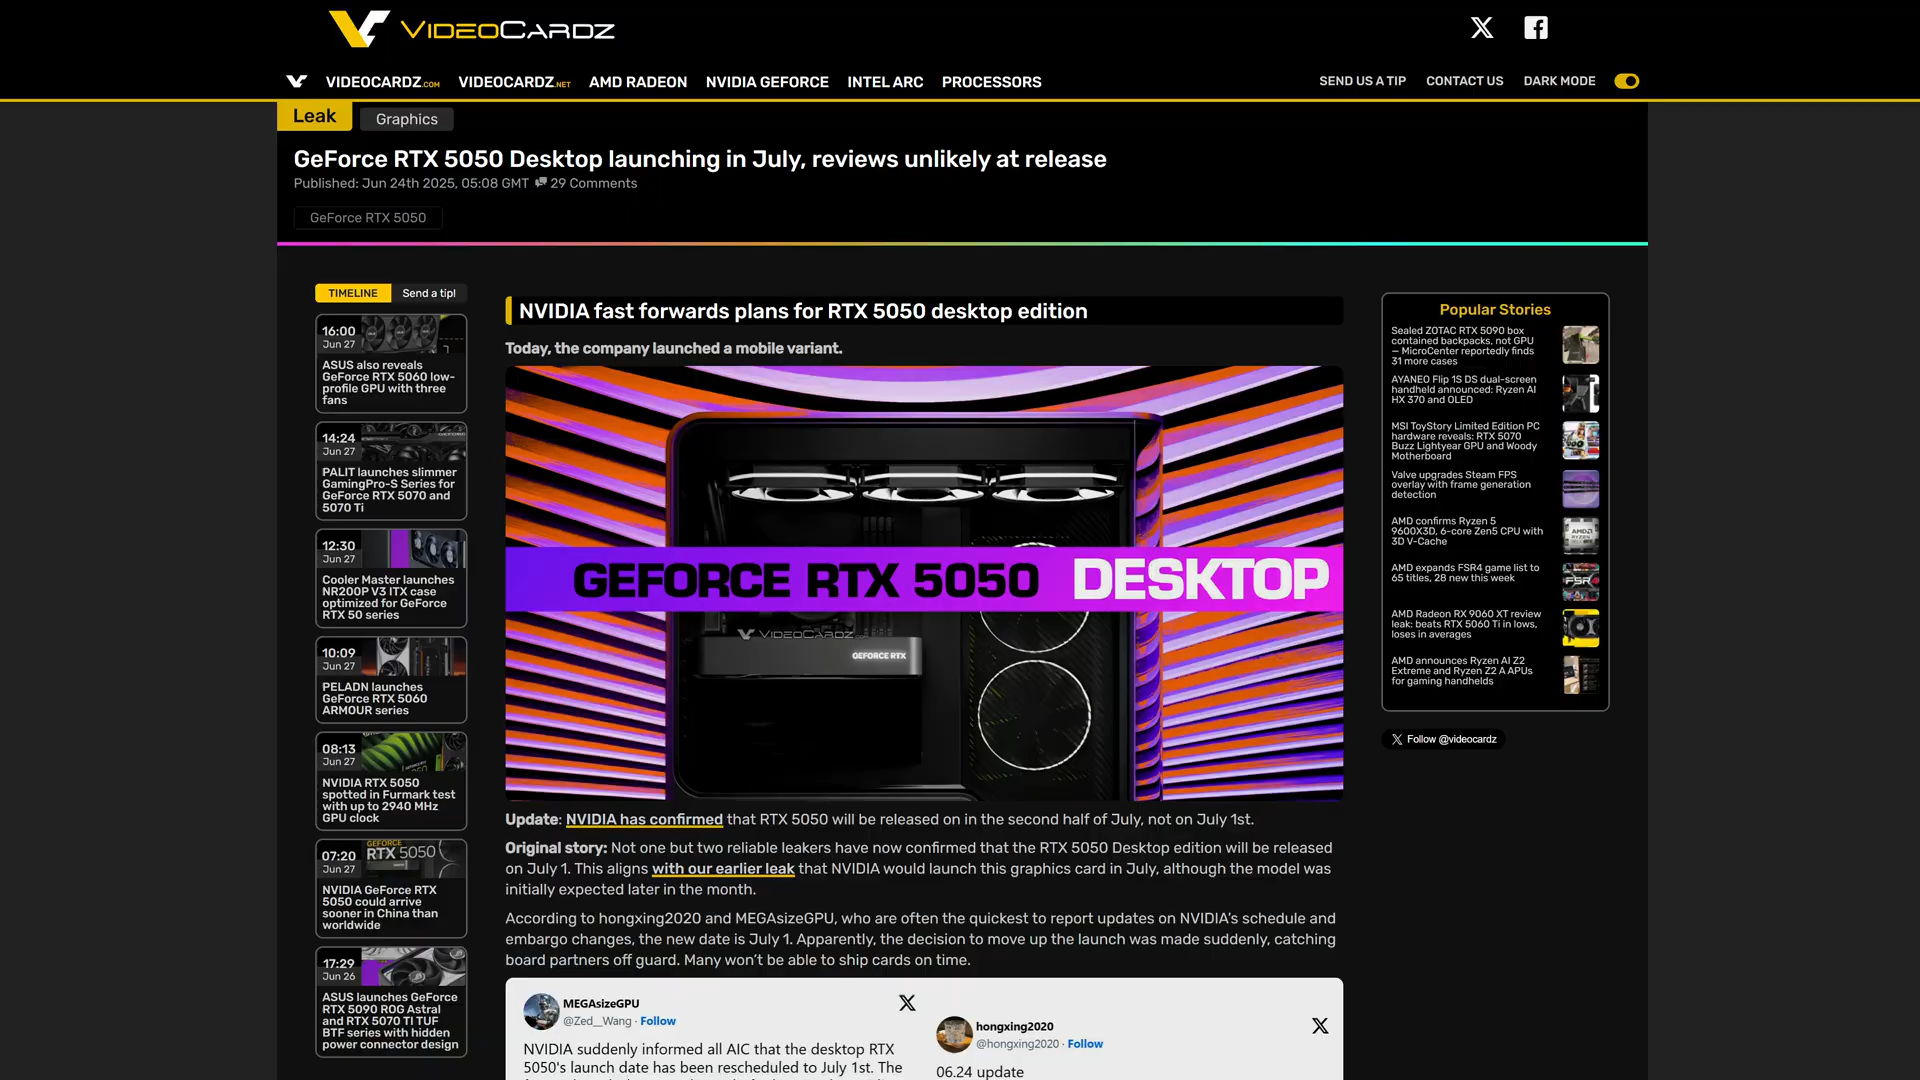 VIDEOCARDZ
VIDEOCARDZ.COM VIDEOCARDZ.NET AMD RADEON NVIDIA GEFORCE INTEL ARC PROCESSORS SEND US A TIP CONTACT US DARK MODE
Leak Graphics
GeForce RTX 5050 Desktop launching in July, reviews unlikely at release
Published: Jun 24th 2025, 05:08 GMT 29 Comments
GeForce RTX 5050
TIMELINE Send a tip!
16:00
Jun 27
ASUS also reveals
GeForce RTX 5060 low-
profile GPU with three
fans
14:24
Jun 27
PALIT launches slimmer
GamingPro-S Series for
GeForce RTX 5070 and
5070 Ti
12:30
Jun 27
Cooler Master launches
NR200P V3 ITX case
optimized for GeForce
RTX 50 series
10:09
Jun 27
PELADN launches
GeForce RTX 5060
ARMOUR series
08:13
Jun 27
NVIDIA RTX 5050
spotted in Furmark test
with up to 2940 MHz
GPU clock
07:20
Jun 27
GEFORCE
RTX 5050
NVIDIA GeForce RTX
5050 could arrive
sooner in China than
worldwide
17:29
Jun 26
ASUS launches GeForce
RTX 5090 ROG Astral
and RTX 5070 TI TUF
BTF series with hidden
power connector design
NVIDIA fast forwards plans for RTX 5050 desktop edition
Today, the company launched a mobile variant.
GEFORCE RTX 5050 DESKTOP
VIDEOCARDZ
GEFORCE RTX
Update: NVIDIA has confirmed that RTX 5050 will be released on in the second half of July, not on July 1st.
Original story: Not one but two reliable leakers have now confirmed that the RTX 5050 Desktop edition will be released
on July 1. This aligns with our earlier leak that NVIDIA would launch this graphics card in July, although the model was
initially expected later in the month.
According to hongxing2020 and MEGAsizeGPU, who are often the quickest to report updates on NVIDIA's schedule and
embargo changes, the new date is July 1. Apparently, the decision to move up the launch was made suddenly, catching
board partners off guard. Many won't be able to ship cards on time.
MEGAsizeGPU
@Zed__Wang · Follow
NVIDIA suddenly informed all AIC that the desktop RTX
5050's launch date has been rescheduled to July 1st. The
hongxing2020
@hongxing2020 · Follow
06.24 update
Popular Stories
Sealed ZOTAC RTX 5090 box
contained backpacks, not GPU
— MicroCenter reportedly finds
31 more cases
AYANEO Flip 1S DS dual-screen
handheld announced: Ryzen AI
HX 370 and OLED
MSI ToyStory Limited Edition PC
hardware reveals: RTX 5070
Buzz Lightyear GPU and Woody
Motherboard
Valve upgrades Steam FPS
overlay with frame generation
detection
AMD confirms Ryzen 5
9600X3D, 6-core Zen5 CPU with
3D V-Cache
AMD expands FSR4 game list to
65 titles, 28 new this week
AMD Radeon RX 9060 XT review
leak: beats RTX 5060 Ti in lows,
loses in averages
AMD announces Ryzen AI Z2
Extreme and Ryzen Z2 A APUs
for gaming handhelds
Follow @videocardz